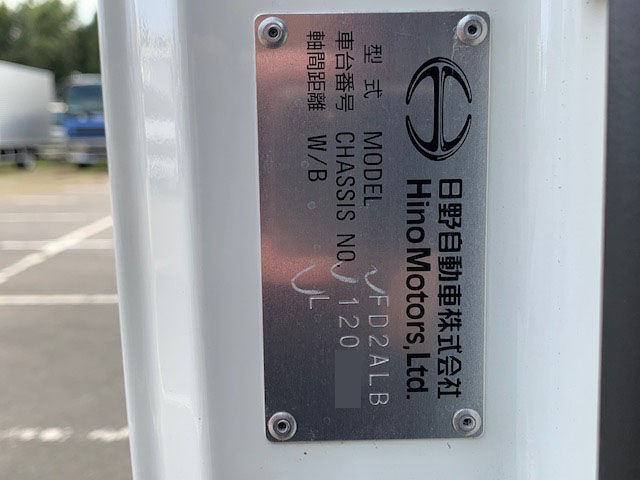 日野自動車株式会社
Hino Motors, Ltd.
型式 MODEL FD2ALB
車台番号 CHASSIS NO. 120
軸間距離 W/B L